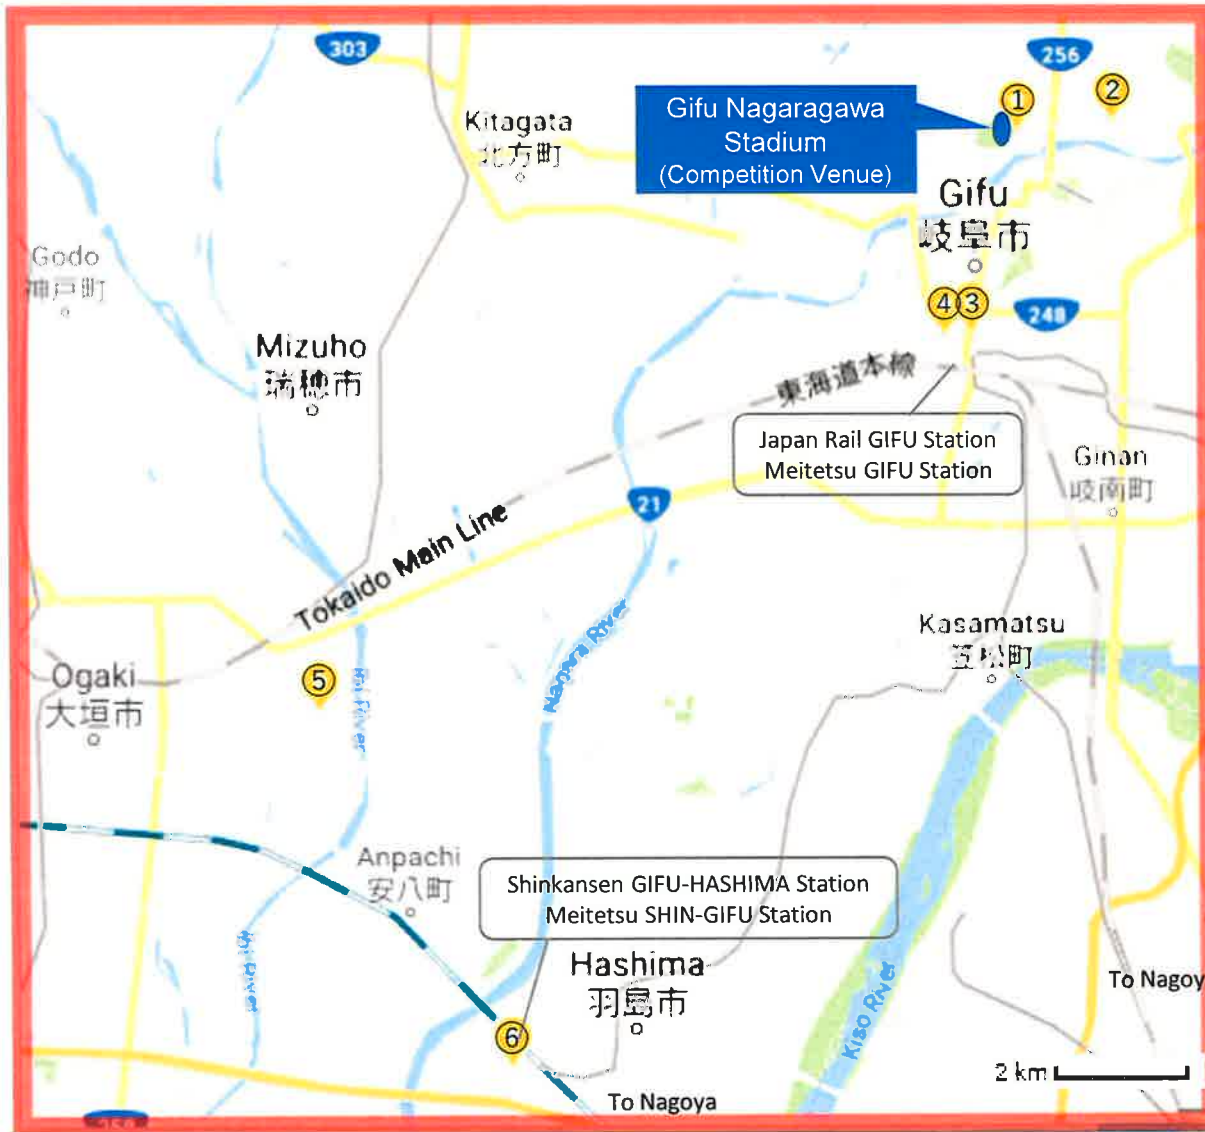 303
256
①
②
Gifu Nagaragawa
Stadium
(Competition Venue)
Kitagata
北方町
Gifu
岐阜市
Godo
神戸町
④
③
248
Mizuho
瑞穂市
東海道本線
Japan Rail GIFU Station
Meitetsu GIFU Station
Ginan
岐南町
21
Tokaido Main Line
Nagara River
Kasamatsu
笠松町
Ogaki
大垣市
⑤
Ibi River
Anpachi
安八町
Shinkansen GIFU-HASHIMA Station
Meitetsu SHIN-GIFU Station
Ibi River
Hashima
羽島市
Kiso River
To Nagoy
⑥
2 km
To Nagoya